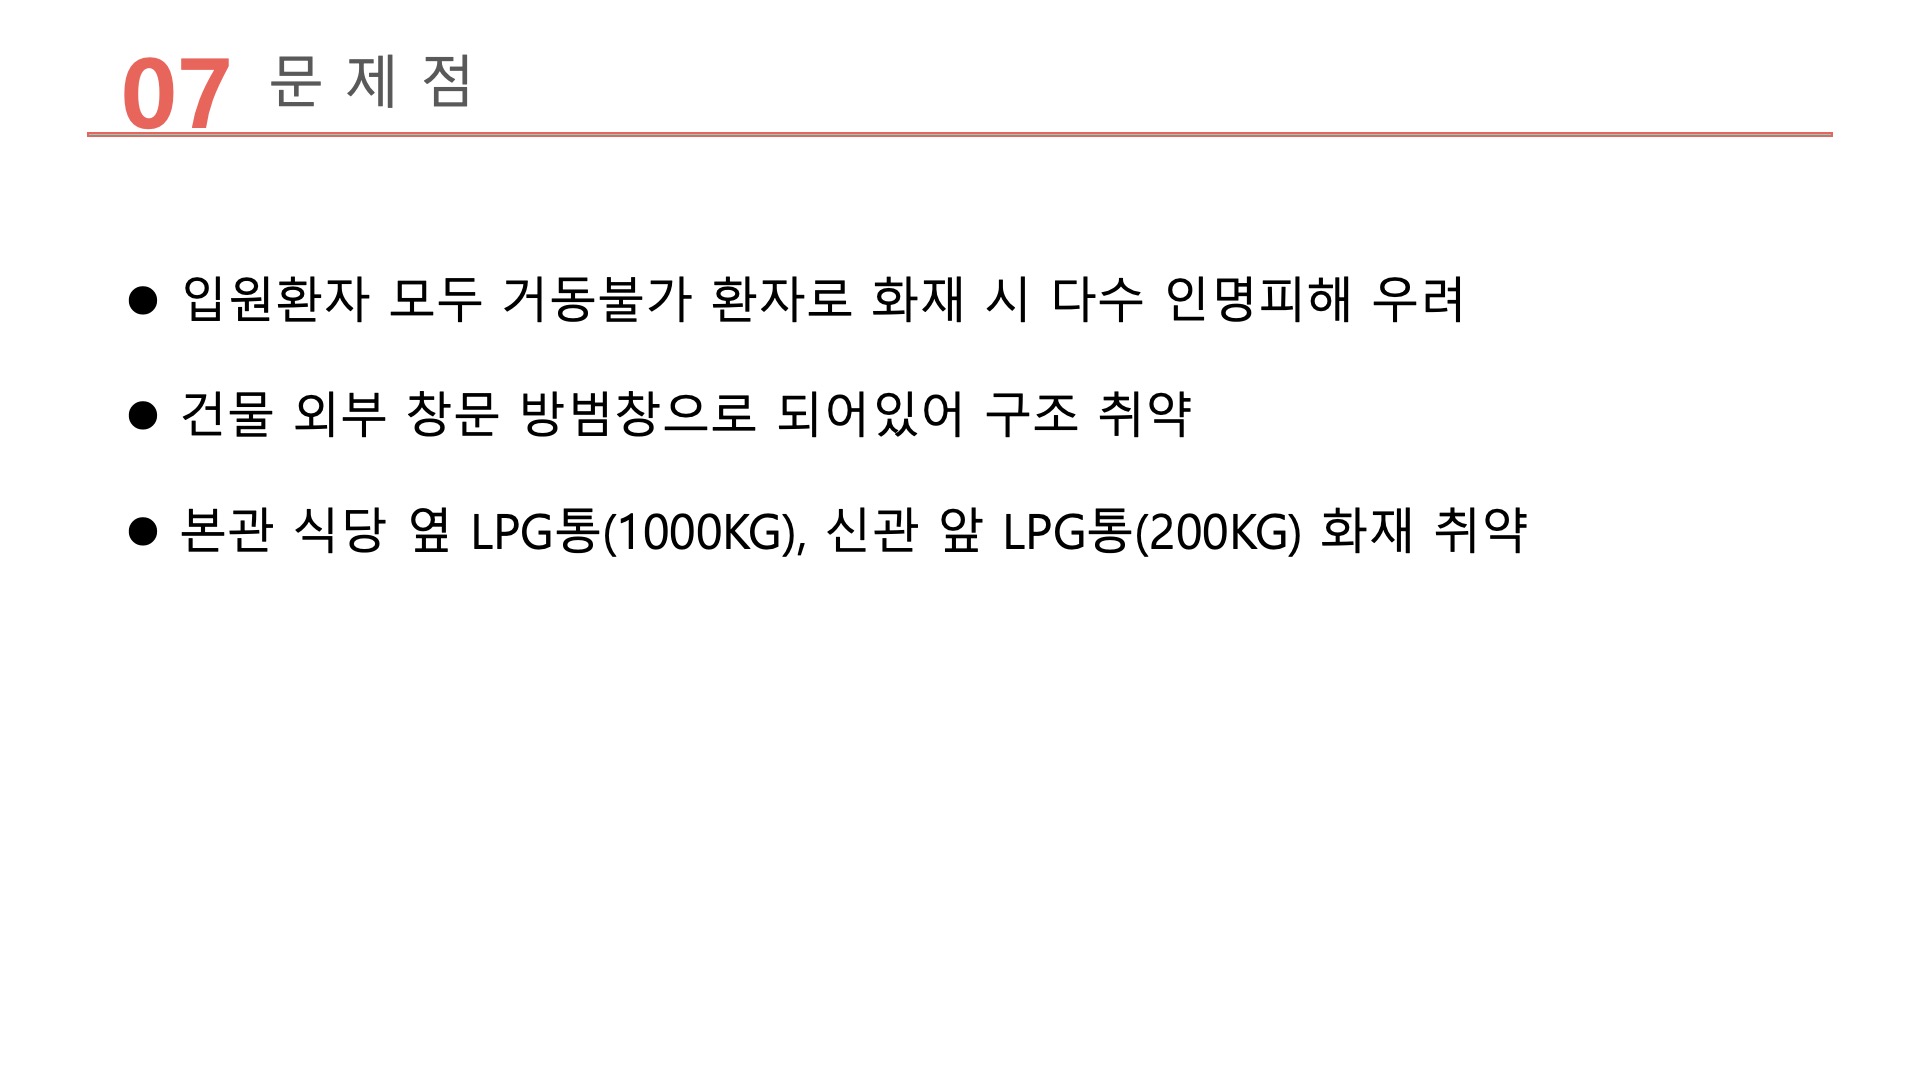 07 문 제 점
● 입원환자 모두 거동불가 환자로 화재 시 다수 인명피해 우려
● 건물 외부 창문 방범창으로 되어있어 구조 취약
● 본관 식당 옆 LPG통(1000KG), 신관 앞 LPG통(200KG) 화재 취약